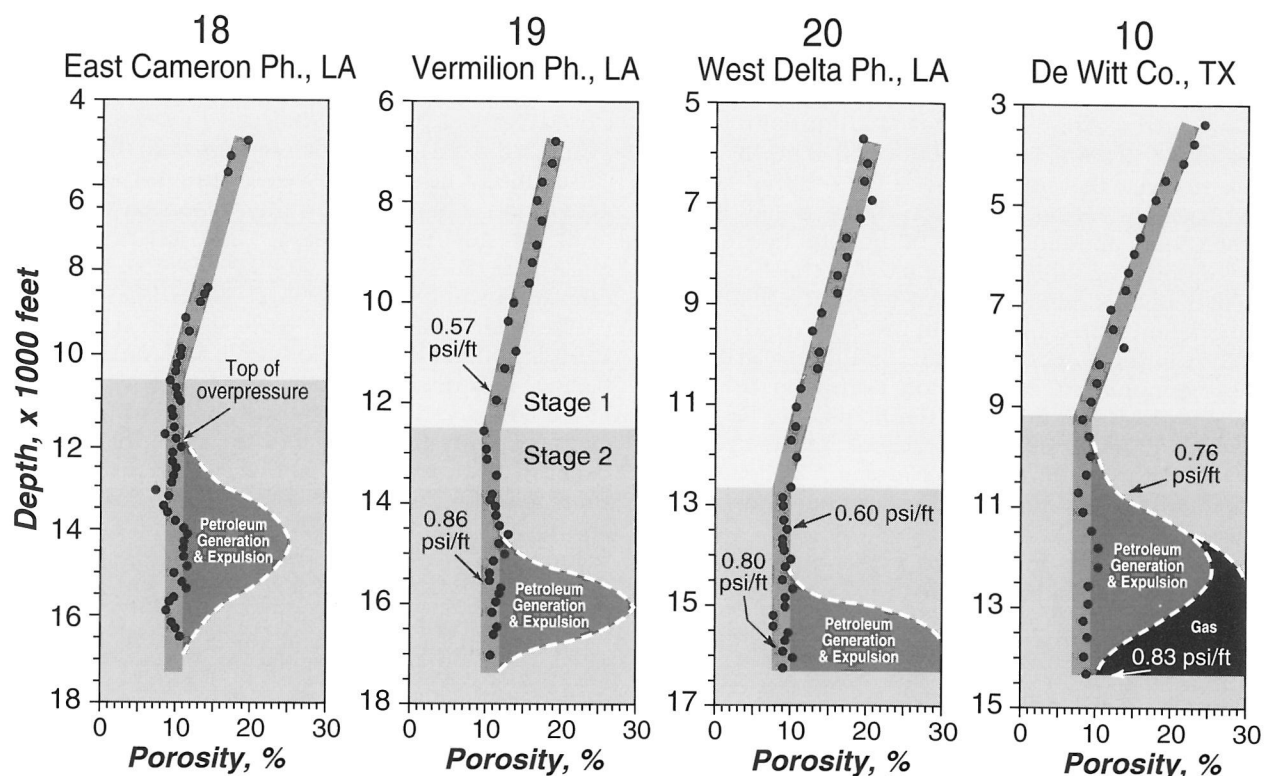 18
East Cameron Ph., LA
19
Vermilion Ph., LA
20
West Delta Ph., LA
10
De Witt Co., TX
Depth, x 1000 feet
4
6
8
10
12
14
16
18
Top of
overpressure
Petroleum
Generation
& Expulsion
0
10
20
30
Porosity, %
6
8
10
12
14
16
18
0.57
psi/ft
Stage 1
Stage 2
0.86
psi/ft
Petroleum
Generation
& Expulsion
0
10
20
30
Porosity, %
5
7
9
11
13
15
17
0.60 psi/ft
0.80
psi/ft
Petroleum
Generation
& Expulsion
0
10
20
30
Porosity, %
3
5
7
9
11
13
15
0.76
psi/ft
Petroleum
Generation
& Expulsion
Gas
0.83 psi/ft
0
10
20
30
Porosity, %